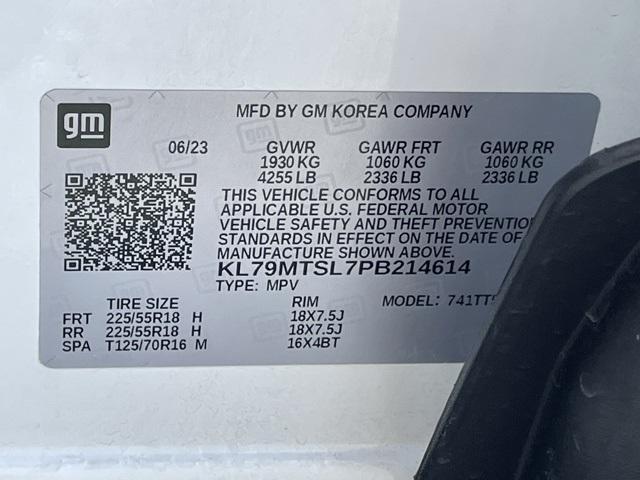 gm
MFD BY GM KOREA COMPANY
06/23 GVWR GAWR FRT GAWR RR
1930 KG 1060 KG 1060 KG
4255 LB 2336 LB 2336 LB
THIS VEHICLE CONFORMS TO ALL
APPLICABLE U.S. FEDERAL MOTOR
VEHICLE SAFETY AND THEFT PREVENTION
STANDARDS IN EFFECT ON THE DATE OF
MANUFACTURE SHOWN ABOVE.
KL79MTSL7PB214614
TYPE: MPV
TIRE SIZE RIM MODEL: 741TT
FRT 225/55R18 H 18X7.5J
RR 225/55R18 H 18X7.5J
SPA T125/70R16 M 16X4BT